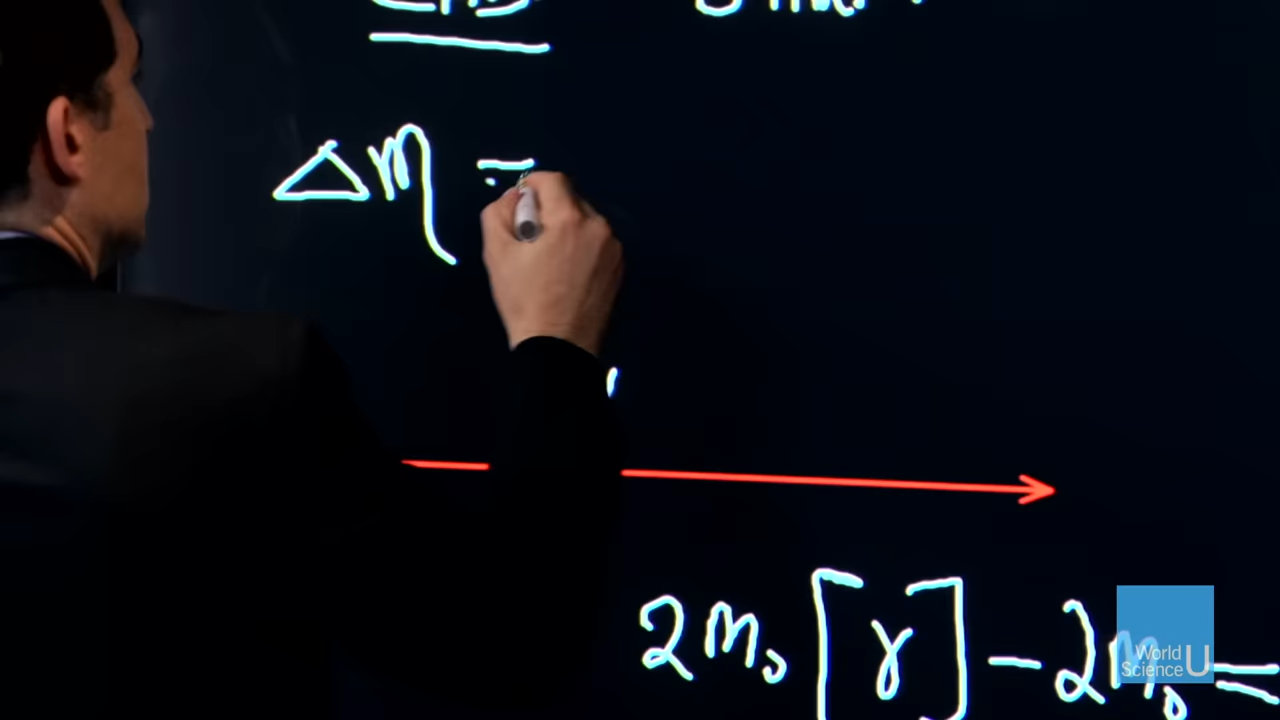 Δm =
2m₀ [γ] - 2m₀ =
World
Science U